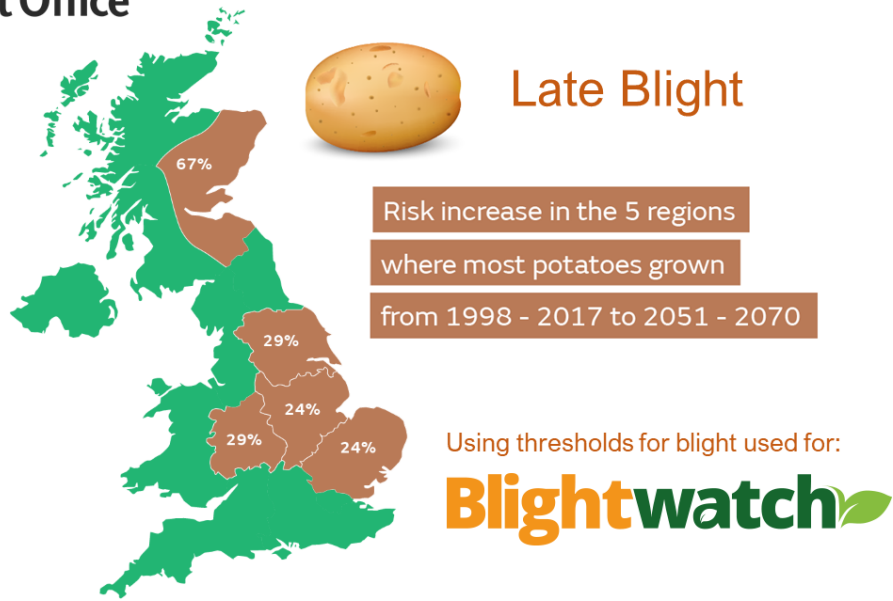 t Office
Late Blight
67%
Risk increase in the 5 regions
where most potatoes grown
from 1998 - 2017 to 2051 - 2070
29%
24%
29%
24%
Using thresholds for blight used for:
Blightwatch